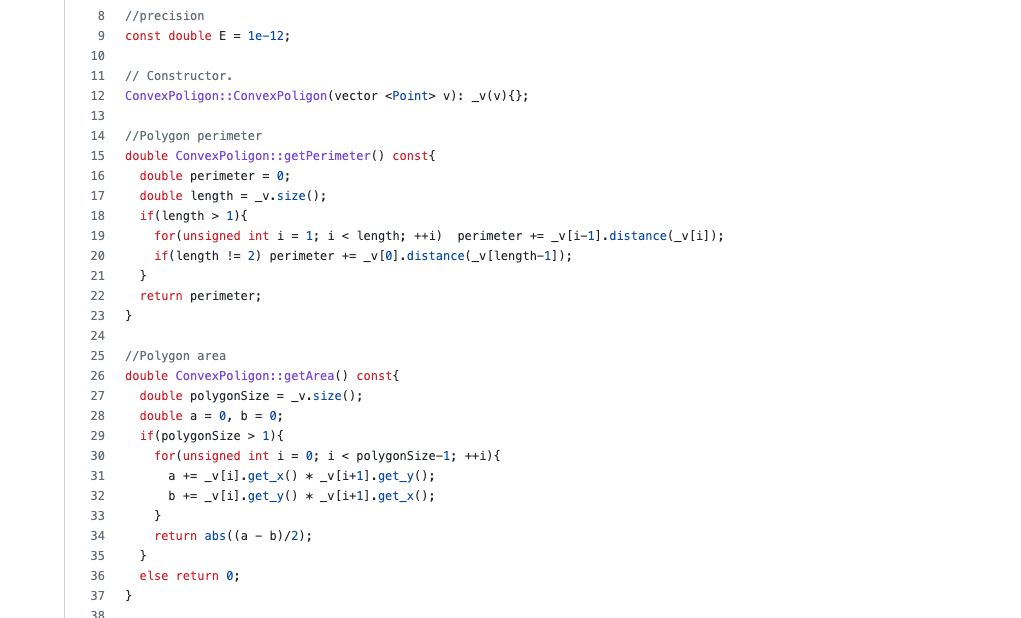 8 //precision
9 const double E = 1e-12;
10
11 // Constructor.
12 ConvexPoligon::ConvexPoligon(vector <Point> v): _v(v){};
13
14 //Polygon perimeter
15 double ConvexPoligon::getPerimeter() const{
16   double perimeter = 0;
17   double length = _v.size();
18   if(length > 1){
19     for(unsigned int i = 1; i < length; ++i)  perimeter += _v[i-1].distance(_v[i]);
20     if(length != 2) perimeter += _v[0].distance(_v[length-1]);
21   }
22   return perimeter;
23 }
24
25 //Polygon area
26 double ConvexPoligon::getArea() const{
27   double polygonSize = _v.size();
28   double a = 0, b = 0;
29   if(polygonSize > 1){
30     for(unsigned int i = 0; i < polygonSize-1; ++i){
31       a += _v[i].get_x() * _v[i+1].get_y();
32       b += _v[i].get_y() * _v[i+1].get_x();
33     }
34     return abs((a - b)/2);
35   }
36   else return 0;
37 }
38